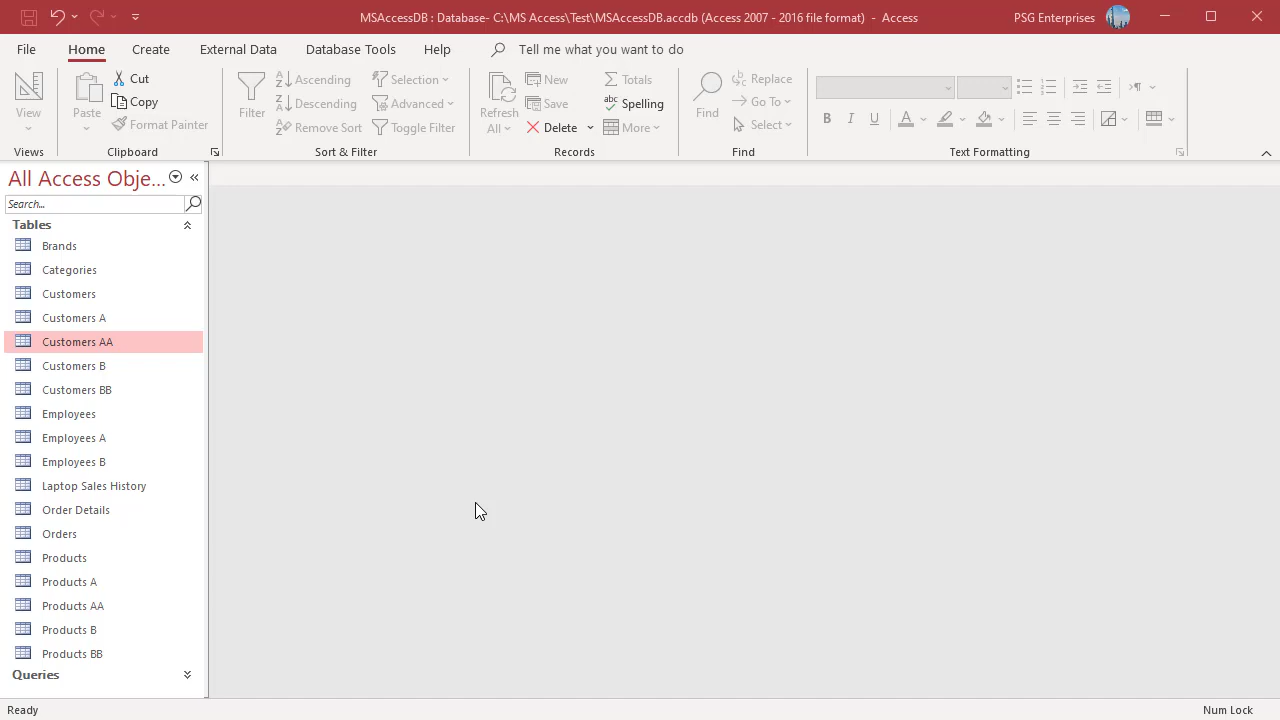 MSAccessDB : Database- C:\MS Access\Test\MSAccessDB.accdb (Access 2007 - 2016 file format) - Access
PSG Enterprises
File Home Create External Data Database Tools Help Tell me what you want to do
View
Views
Paste
Cut
Copy
Format Painter
Clipboard
Filter
Ascending
Descending
Remove Sort
Selection
Advanced
Toggle Filter
Sort & Filter
Refresh
All
New
Save
Delete
Totals
Spelling
More
Records
Find
Replace
Go To
Select
Find
B I U A
Text Formatting
All Access Obje...
Search...
Tables
Brands
Categories
Customers
Customers A
Customers AA
Customers B
Customers BB
Employees
Employees A
Employees B
Laptop Sales History
Order Details
Orders
Products
Products A
Products AA
Products B
Products BB
Queries
Ready
Num Lock